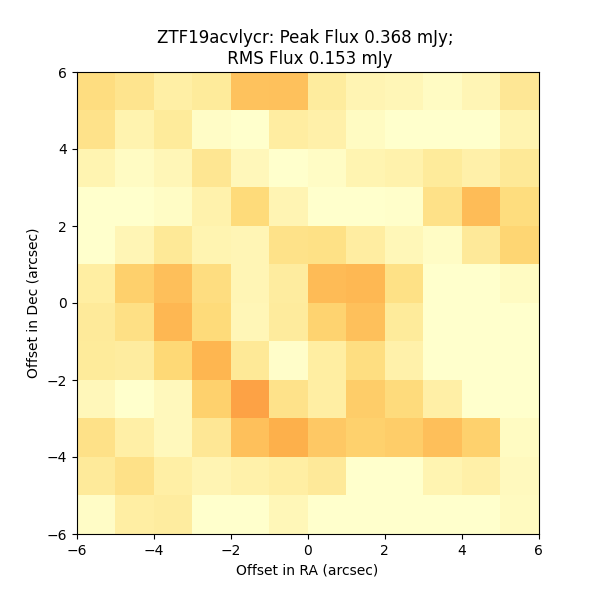 ZTF19acvlycr: Peak Flux 0.368 mJy;
RMS Flux 0.153 mJy
6
4
2
0
−2
−4
−6
Offset in Dec (arcsec)
−6 −4 −2 0 2 4 6
Offset in RA (arcsec)